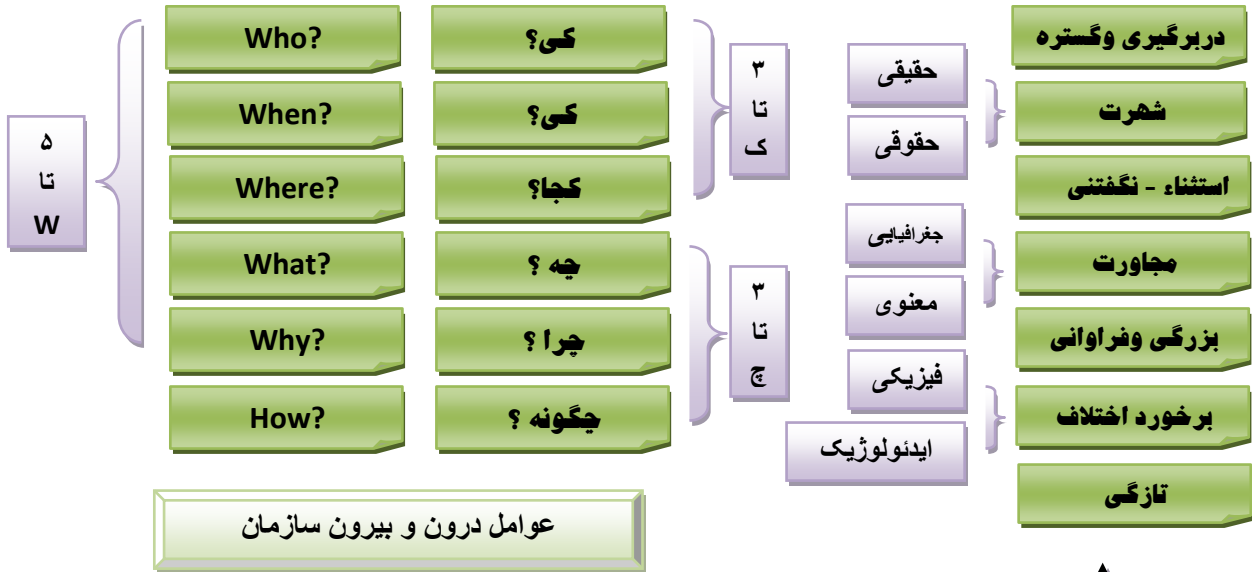 دربرگیری وگستره
شهرت
حقیقی
حقوقی
استثناء - نگفتنی
مجاورت
جغرافیایی
معنوی
بزرگی وفراوانی
برخورد اختلاف
فیزیکی
ایدئولوژیک
تازگی
۳
تا
ک
کی؟
کی؟
کجا؟
۳
تا
چ
چه ؟
چرا ؟
چگونه ؟
Who?
When?
Where?
What?
Why?
How?
۵
تا
W
عوامل درون و بیرون سازمان